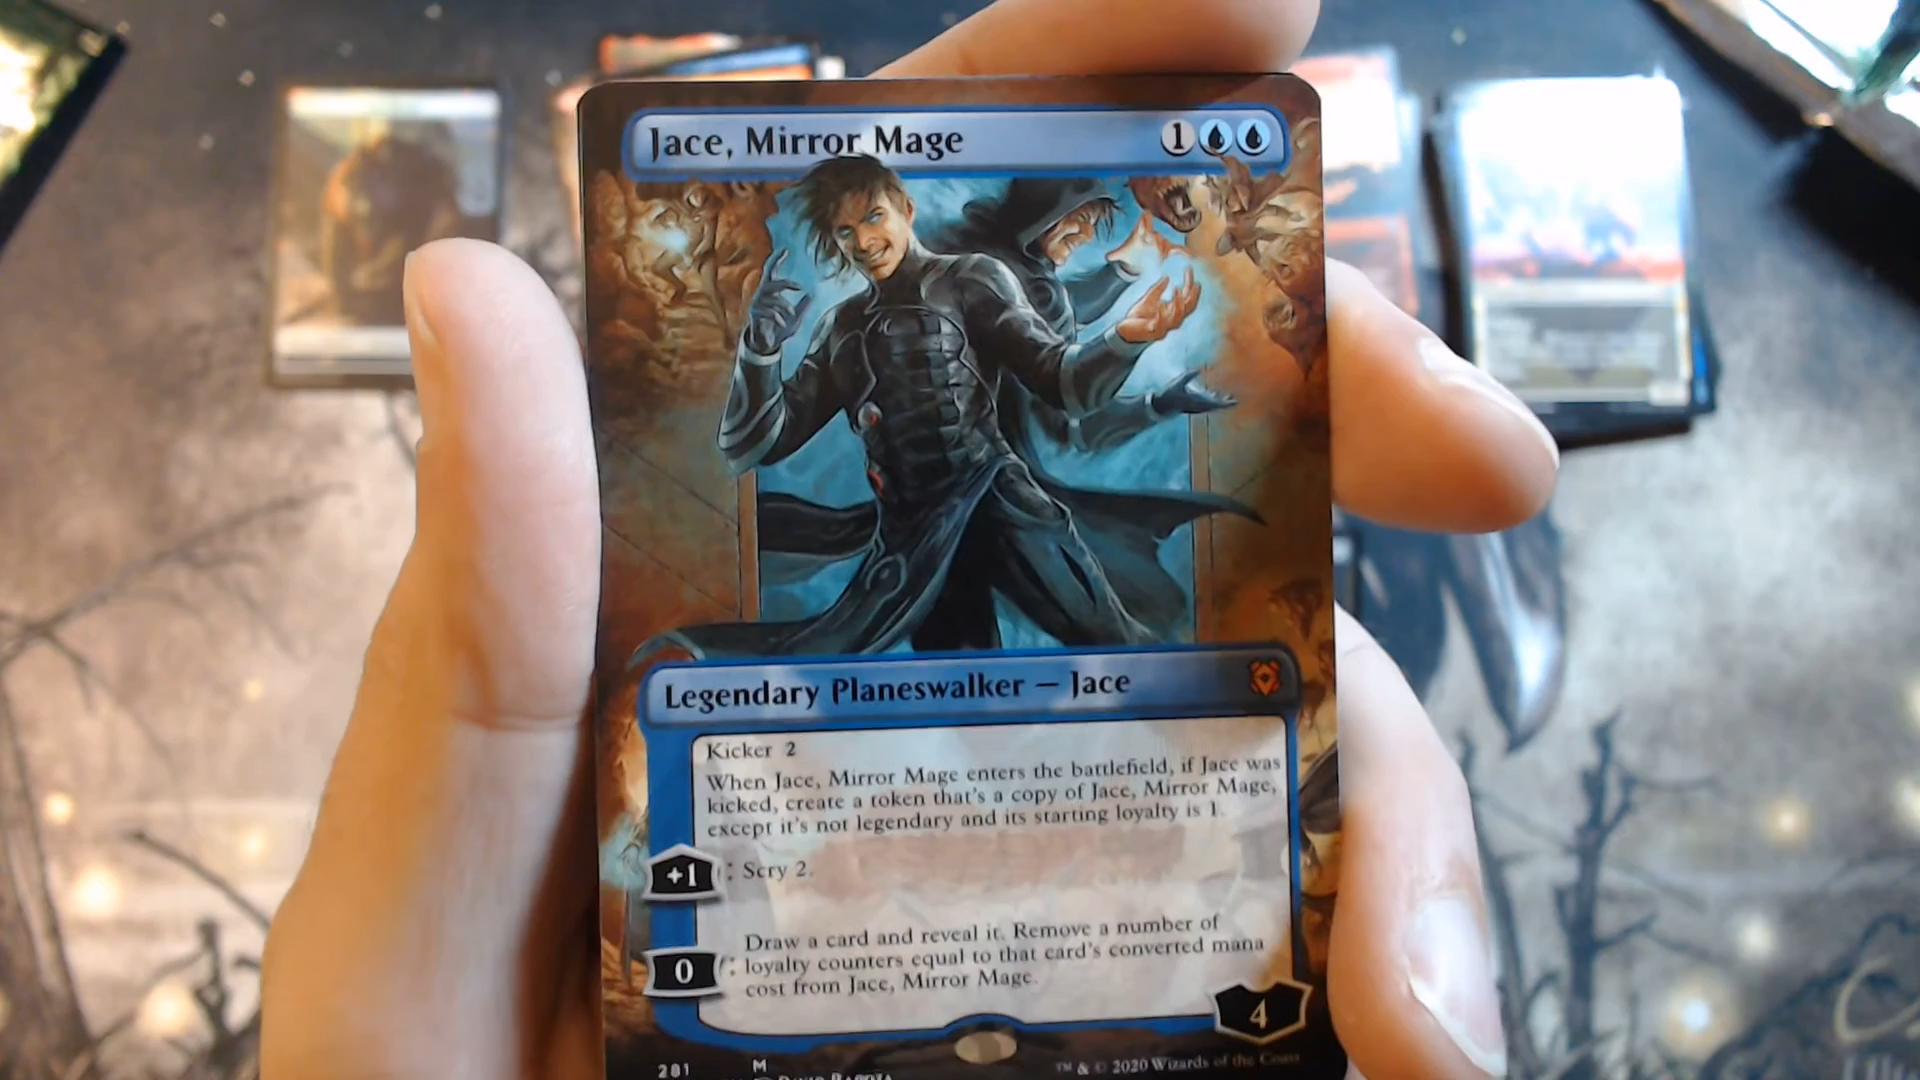 Jace, Mirror Mage 1
Legendary Planeswalker — Jace
Kicker 2
When Jace, Mirror Mage enters the battlefield, if Jace was
kicked, create a token that's a copy of Jace, Mirror Mage,
except it's not legendary and its starting loyalty is 1.
+1 : Scry 2.
Draw a card and reveal it. Remove a number of
0 : loyalty counters equal to that card's converted mana
cost from Jace, Mirror Mage.
4
281 M
™ & © 2020 Wizards of the Coast